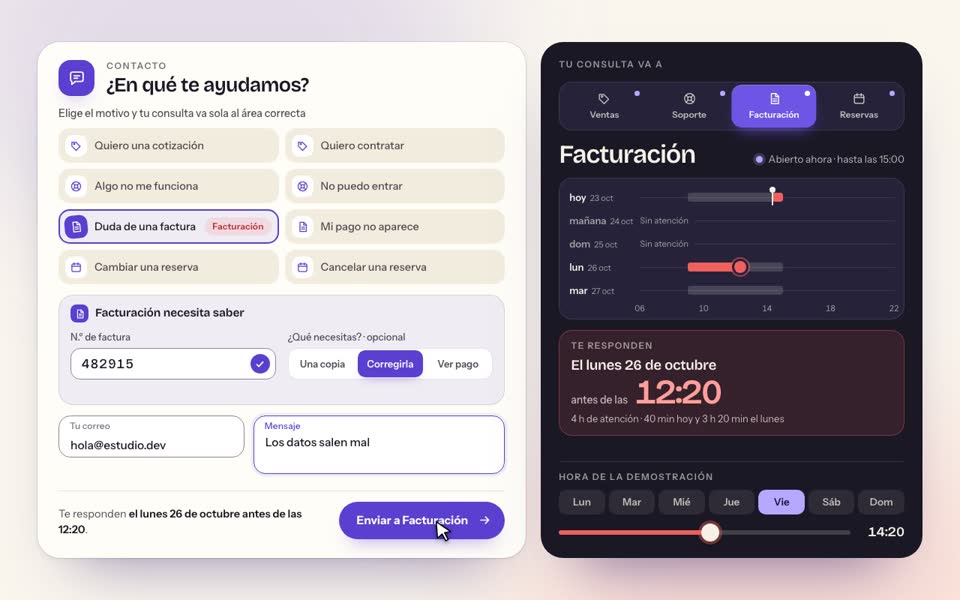 CONTACTO
¿En qué te ayudamos?
Elige el motivo y tu consulta va sola al área correcta
Quiero una cotización
Quiero contratar
Algo no me funciona
No puedo entrar
Duda de una factura
Facturación
Mi pago no aparece
Cambiar una reserva
Cancelar una reserva
Facturación necesita saber
N.º de factura
¿Qué necesitas? · opcional
482915
Una copia
Corregirla
Ver pago
Tu correo
hola@estudio.dev
Mensaje
Los datos salen mal
Te responden el lunes 26 de octubre antes de las
12:20.
Enviar a Facturación
TU CONSULTA VA A
Ventas
Soporte
Facturación
Reservas
Facturación
Abierto ahora · hasta las 15:00
hoy 23 oct
mañana 24 oct Sin atención
dom 25 oct Sin atención
lun 26 oct
mar 27 oct
06 10 14 18 22
TE RESPONDEN
El lunes 26 de octubre
antes de las 12:20
4 h de atención · 40 min hoy y 3 h 20 min el lunes
HORA DE LA DEMOSTRACIÓN
Lun Mar Mié Jue Vie Sáb Dom
14:20